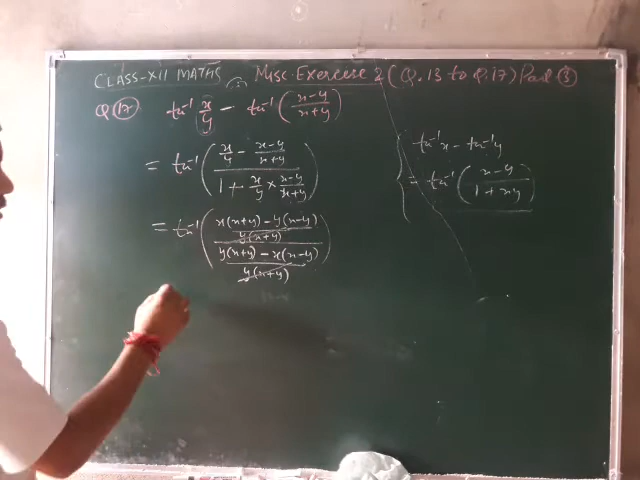 CLASS-XII MATHS Misc. Exercise 2 (Q.13 to Q.17) Part 3
Q.17 tan⁻¹ x/y - tan⁻¹ ((x-y)/(x+y))
= tan⁻¹ ((x/y - (x-y)/(x+y)) / (1 + x/y × (x-y)/(x+y)))
= tan⁻¹ (((x(x+y) - y(x-y)) / (y(x+y))) / ((y(x+y) - x(x-y)) / (y(x+y))))
tan⁻¹x - tan⁻¹y
= tan⁻¹ ((x-y)/(1+xy))